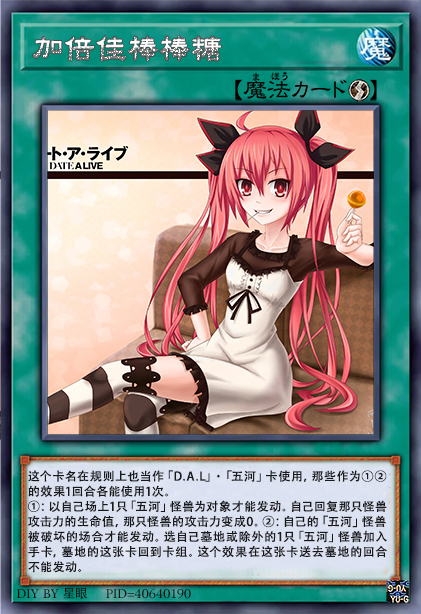 加倍佳棒棒糖
魔
【魔法カード】
まほう
ート・ア・ライブ
DATE A LIVE
这个卡名在规则上也当作「D.A.L」·「五河」卡使用，那些作为①②
的效果1回合各能使用1次。
①：以自己场上1只「五河」怪兽为对象才能发动。自己回复那只怪兽
攻击力的生命值，那只怪兽的攻击力变成0。②：自己的「五河」怪兽
被破坏的场合才能发动。选自己墓地或除外的1只「五河」怪兽加入
手卡，墓地的这张卡回到卡组。这个效果在这张卡送去墓地的回合
不能发动。
DIY BY 星眼 PID=40640190